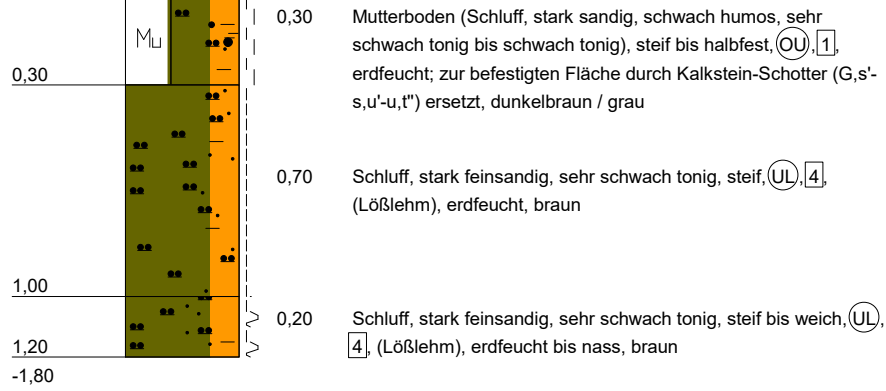 0,30 Mutterboden (Schluff, stark sandig, schwach humos, sehr
Mu schwach tonig bis schwach tonig), steif bis halbfest, OU, 1,
0,30 erdfeucht; zur befestigten Fläche durch Kalkstein-Schotter (G,s'-
s,u'-u,t") ersetzt, dunkelbraun / grau
0,70 Schluff, stark feinsandig, sehr schwach tonig, steif, UL, 4,
(Lößlehm), erdfeucht, braun
1,00
0,20 Schluff, stark feinsandig, sehr schwach tonig, steif bis weich, UL,
1,20 4, (Lößlehm), erdfeucht bis nass, braun
-1,80